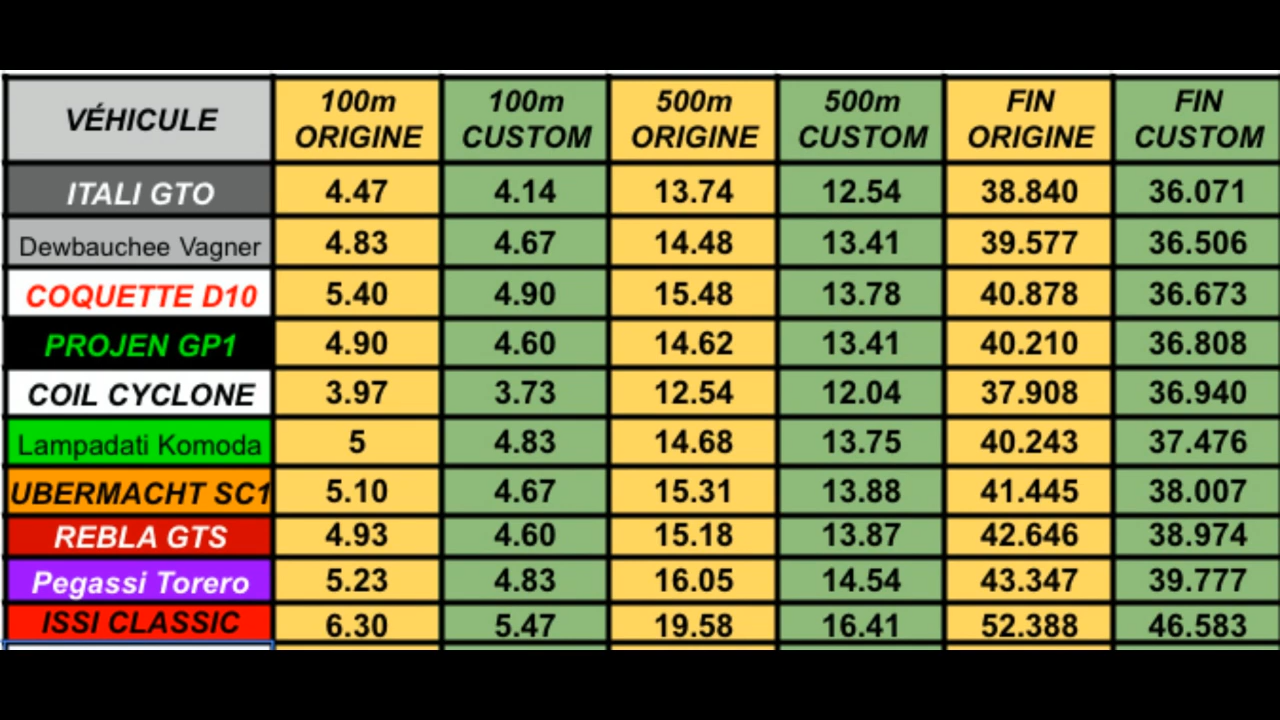 VÉHICULE 100m ORIGINE 100m CUSTOM 500m ORIGINE 500m CUSTOM FIN ORIGINE FIN CUSTOM
ITALI GTO 4.47 4.14 13.74 12.54 38.840 36.071
Dewbauchee Vagner 4.83 4.67 14.48 13.41 39.577 36.506
COQUETTE D10 5.40 4.90 15.48 13.78 40.878 36.673
PROJEN GP1 4.90 4.60 14.62 13.41 40.210 36.808
COIL CYCLONE 3.97 3.73 12.54 12.04 37.908 36.940
Lampadati Komoda 5 4.83 14.68 13.75 40.243 37.476
UBERMACHT SC1 5.10 4.67 15.31 13.88 41.445 38.007
REBLA GTS 4.93 4.60 15.18 13.87 42.646 38.974
Pegassi Torero 5.23 4.83 16.05 14.54 43.347 39.777
ISSI CLASSIC 6.30 5.47 19.58 16.41 52.388 46.583